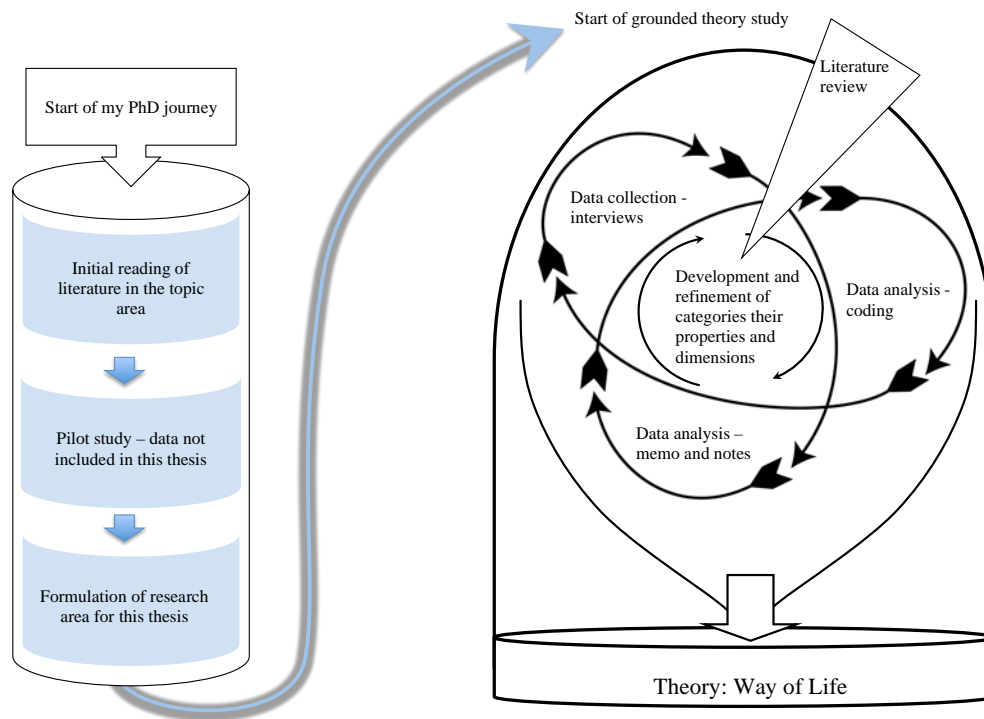 Start of my PhD journey
Initial reading of
literature in the topic
area
Pilot study – data not
included in this thesis
Formulation of research
area for this thesis
Start of grounded theory study
Literature
review
Data collection -
interviews
Development and
refinement of
categories their
properties and
dimensions
Data analysis -
coding
Data analysis –
memo and notes
Theory: Way of Life